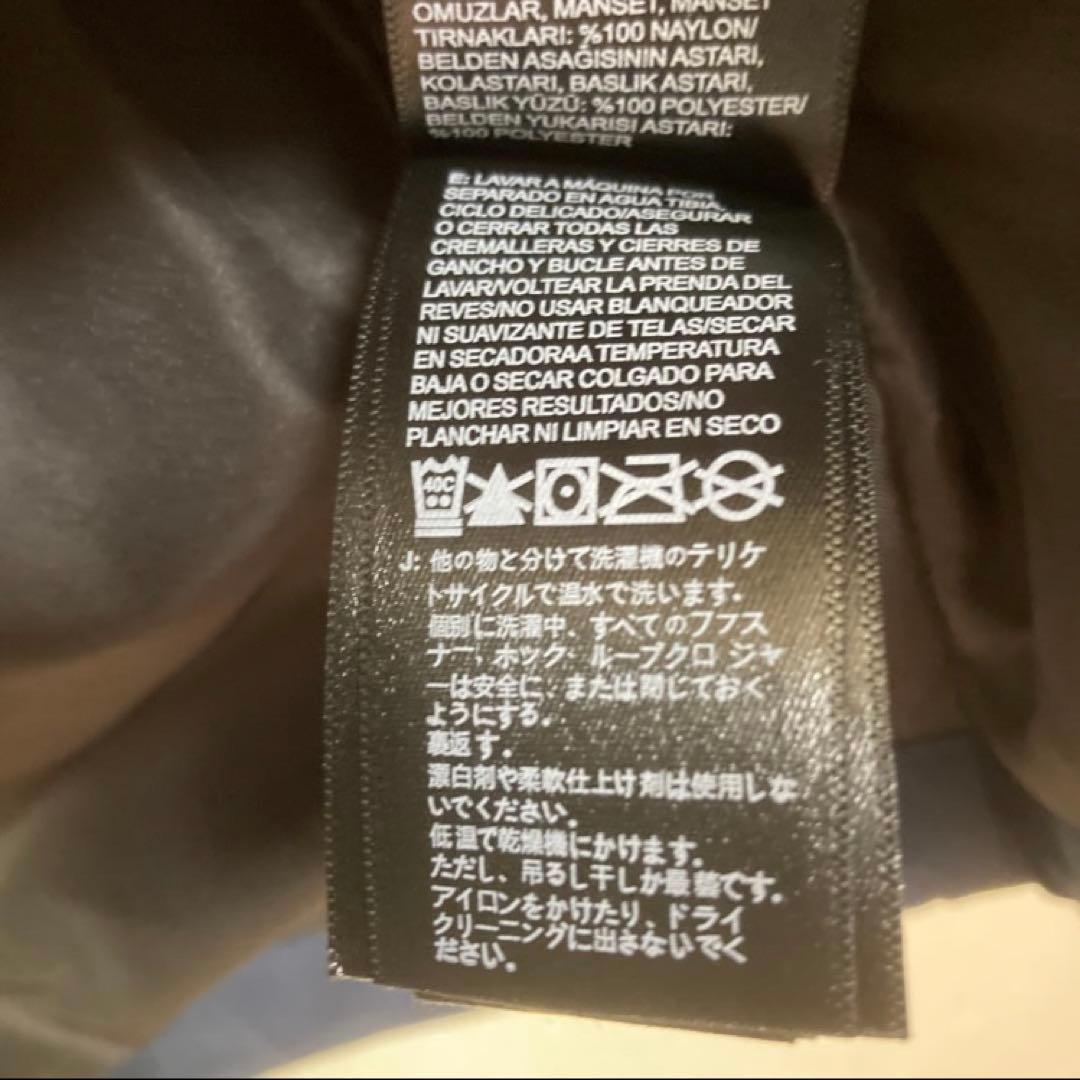 OMUZLAR, MANSET, MANSET
TIRNAKLARI: %100 NAYLON/
BELDEN ASAĞISININ ASTARI,
KOLASTARI, BASLIK ASTARI,
BASLIK YÜZÜ: %100 POLYESTER/
BELDEN YUKARISI ASTARI:
%100 POLYESTER
E: LAVAR A MÁQUINA POR
SEPARADO EN AGUA TIBIA,
CICLO DELICADO/ASEGURAR
O CERRAR TODAS LAS
CREMALLERAS Y CIERRES DE
GANCHO Y BUCLE ANTES DE
LAVAR/VOLTEAR LA PRENDA DEL
REVES/NO USAR BLANQUEADOR
NI SUAVIZANTE DE TELAS/SECAR
EN SECADORAA TEMPERATURA
BAJA O SECAR COLGADO PARA
MEJORES RESULTADOS/NO
PLANCHAR NI LIMPIAR EN SECO
40C
J: 他の物と分けて洗濯機のテリケ
トサイクルで温水で洗います.
個別に洗濯中、すべてのフファス
ナー、ホック、ループクロ ジャ
ーは安全に、または閉じておく
ようにする.
裏返す.
漂白剤や柔軟仕上げ剤は使用しな
いでください.
低温で乾燥機にかけます.
ただし、吊るし干しか最善です.
アイロンをかけたり、ドライ
クリーニングに出さないでく
ださい.